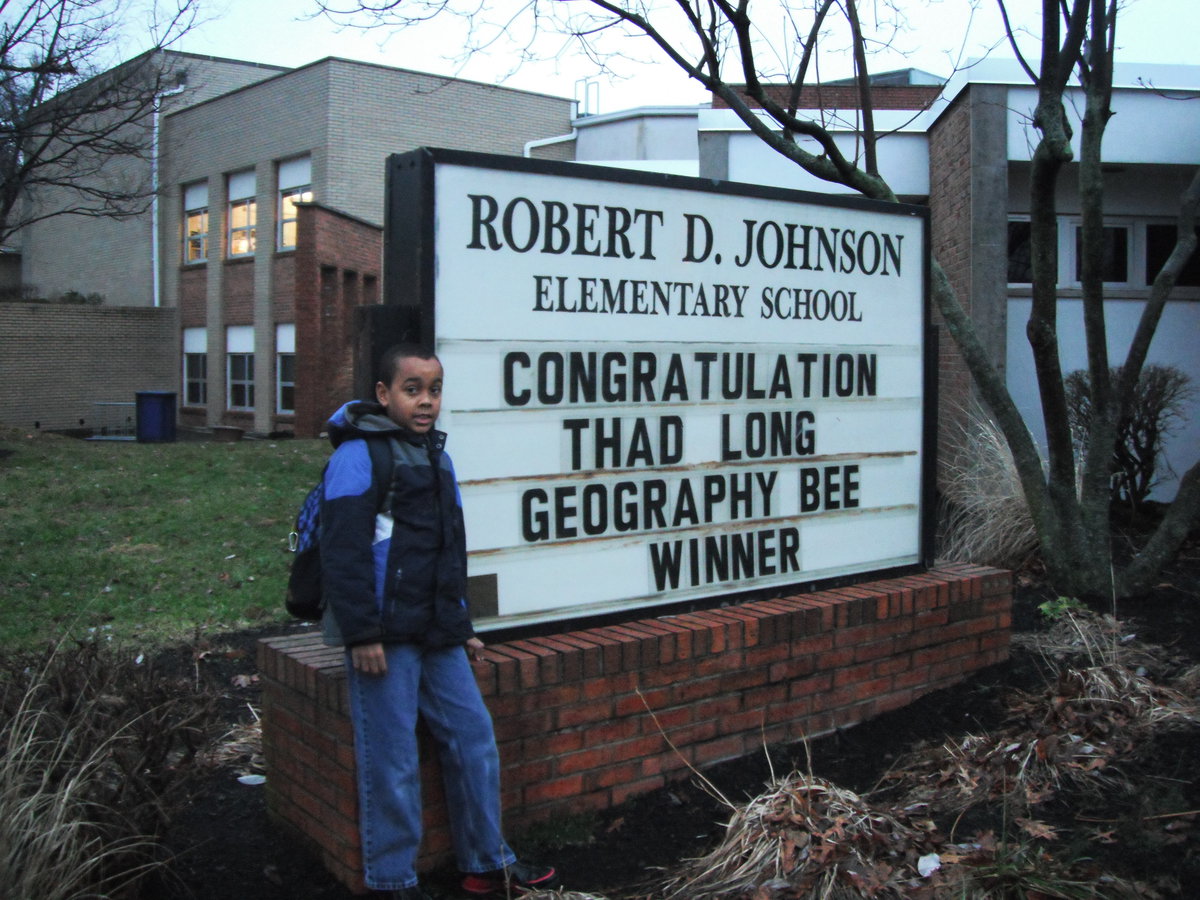 ROBERT D. JOHNSON
ELEMENTARY SCHOOL
CONGRATULATION
THAD LONG
GEOGRAPHY BEE
WINNER